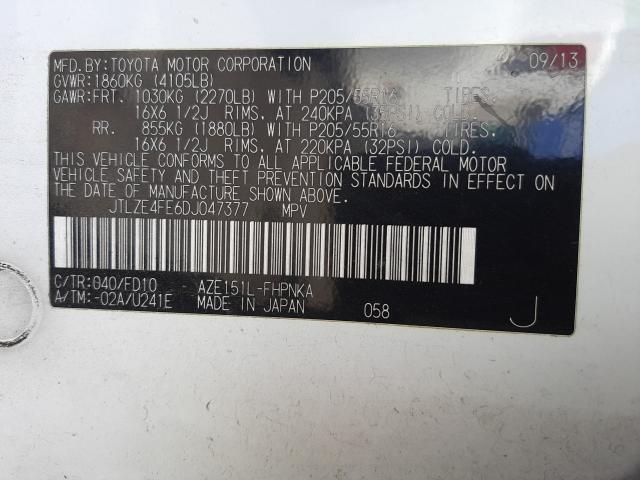 MFD.BY:TOYOTA MOTOR CORPORATION 09/13
GVWR:1860KG (4105LB)
GAWR:FRT. 1030KG (2270LB) WITH P205/55R16 TIRES,
16X6 1/2J RIMS, AT 240KPA (35PSI) COLD.
RR. 855KG (1880LB) WITH P205/55R16 TIRES,
16X6 1/2J RIMS, AT 220KPA (32PSI) COLD.
THIS VEHICLE CONFORMS TO ALL APPLICABLE FEDERAL MOTOR
VEHICLE SAFETY AND THEFT PREVENTION STANDARDS IN EFFECT ON
THE DATE OF MANUFACTURE SHOWN ABOVE.
JTLZE4FE6DJ047377 MPV
C/TR:040/FD10 AZE151L-FHPNKA
A/TM:-02A/U241E MADE IN JAPAN 058 J